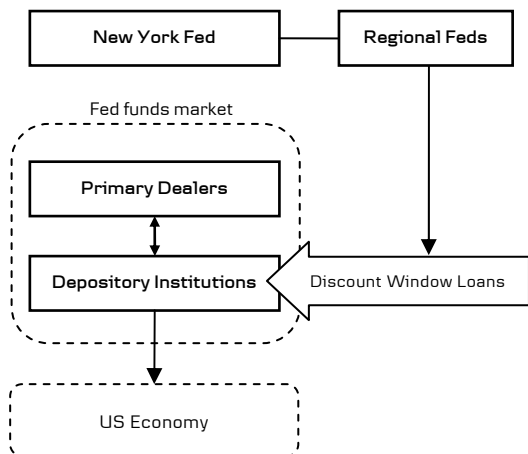 New York Fed
Regional Feds
Fed funds market
Primary Dealers
Depository Institutions
Discount Window Loans
US Economy